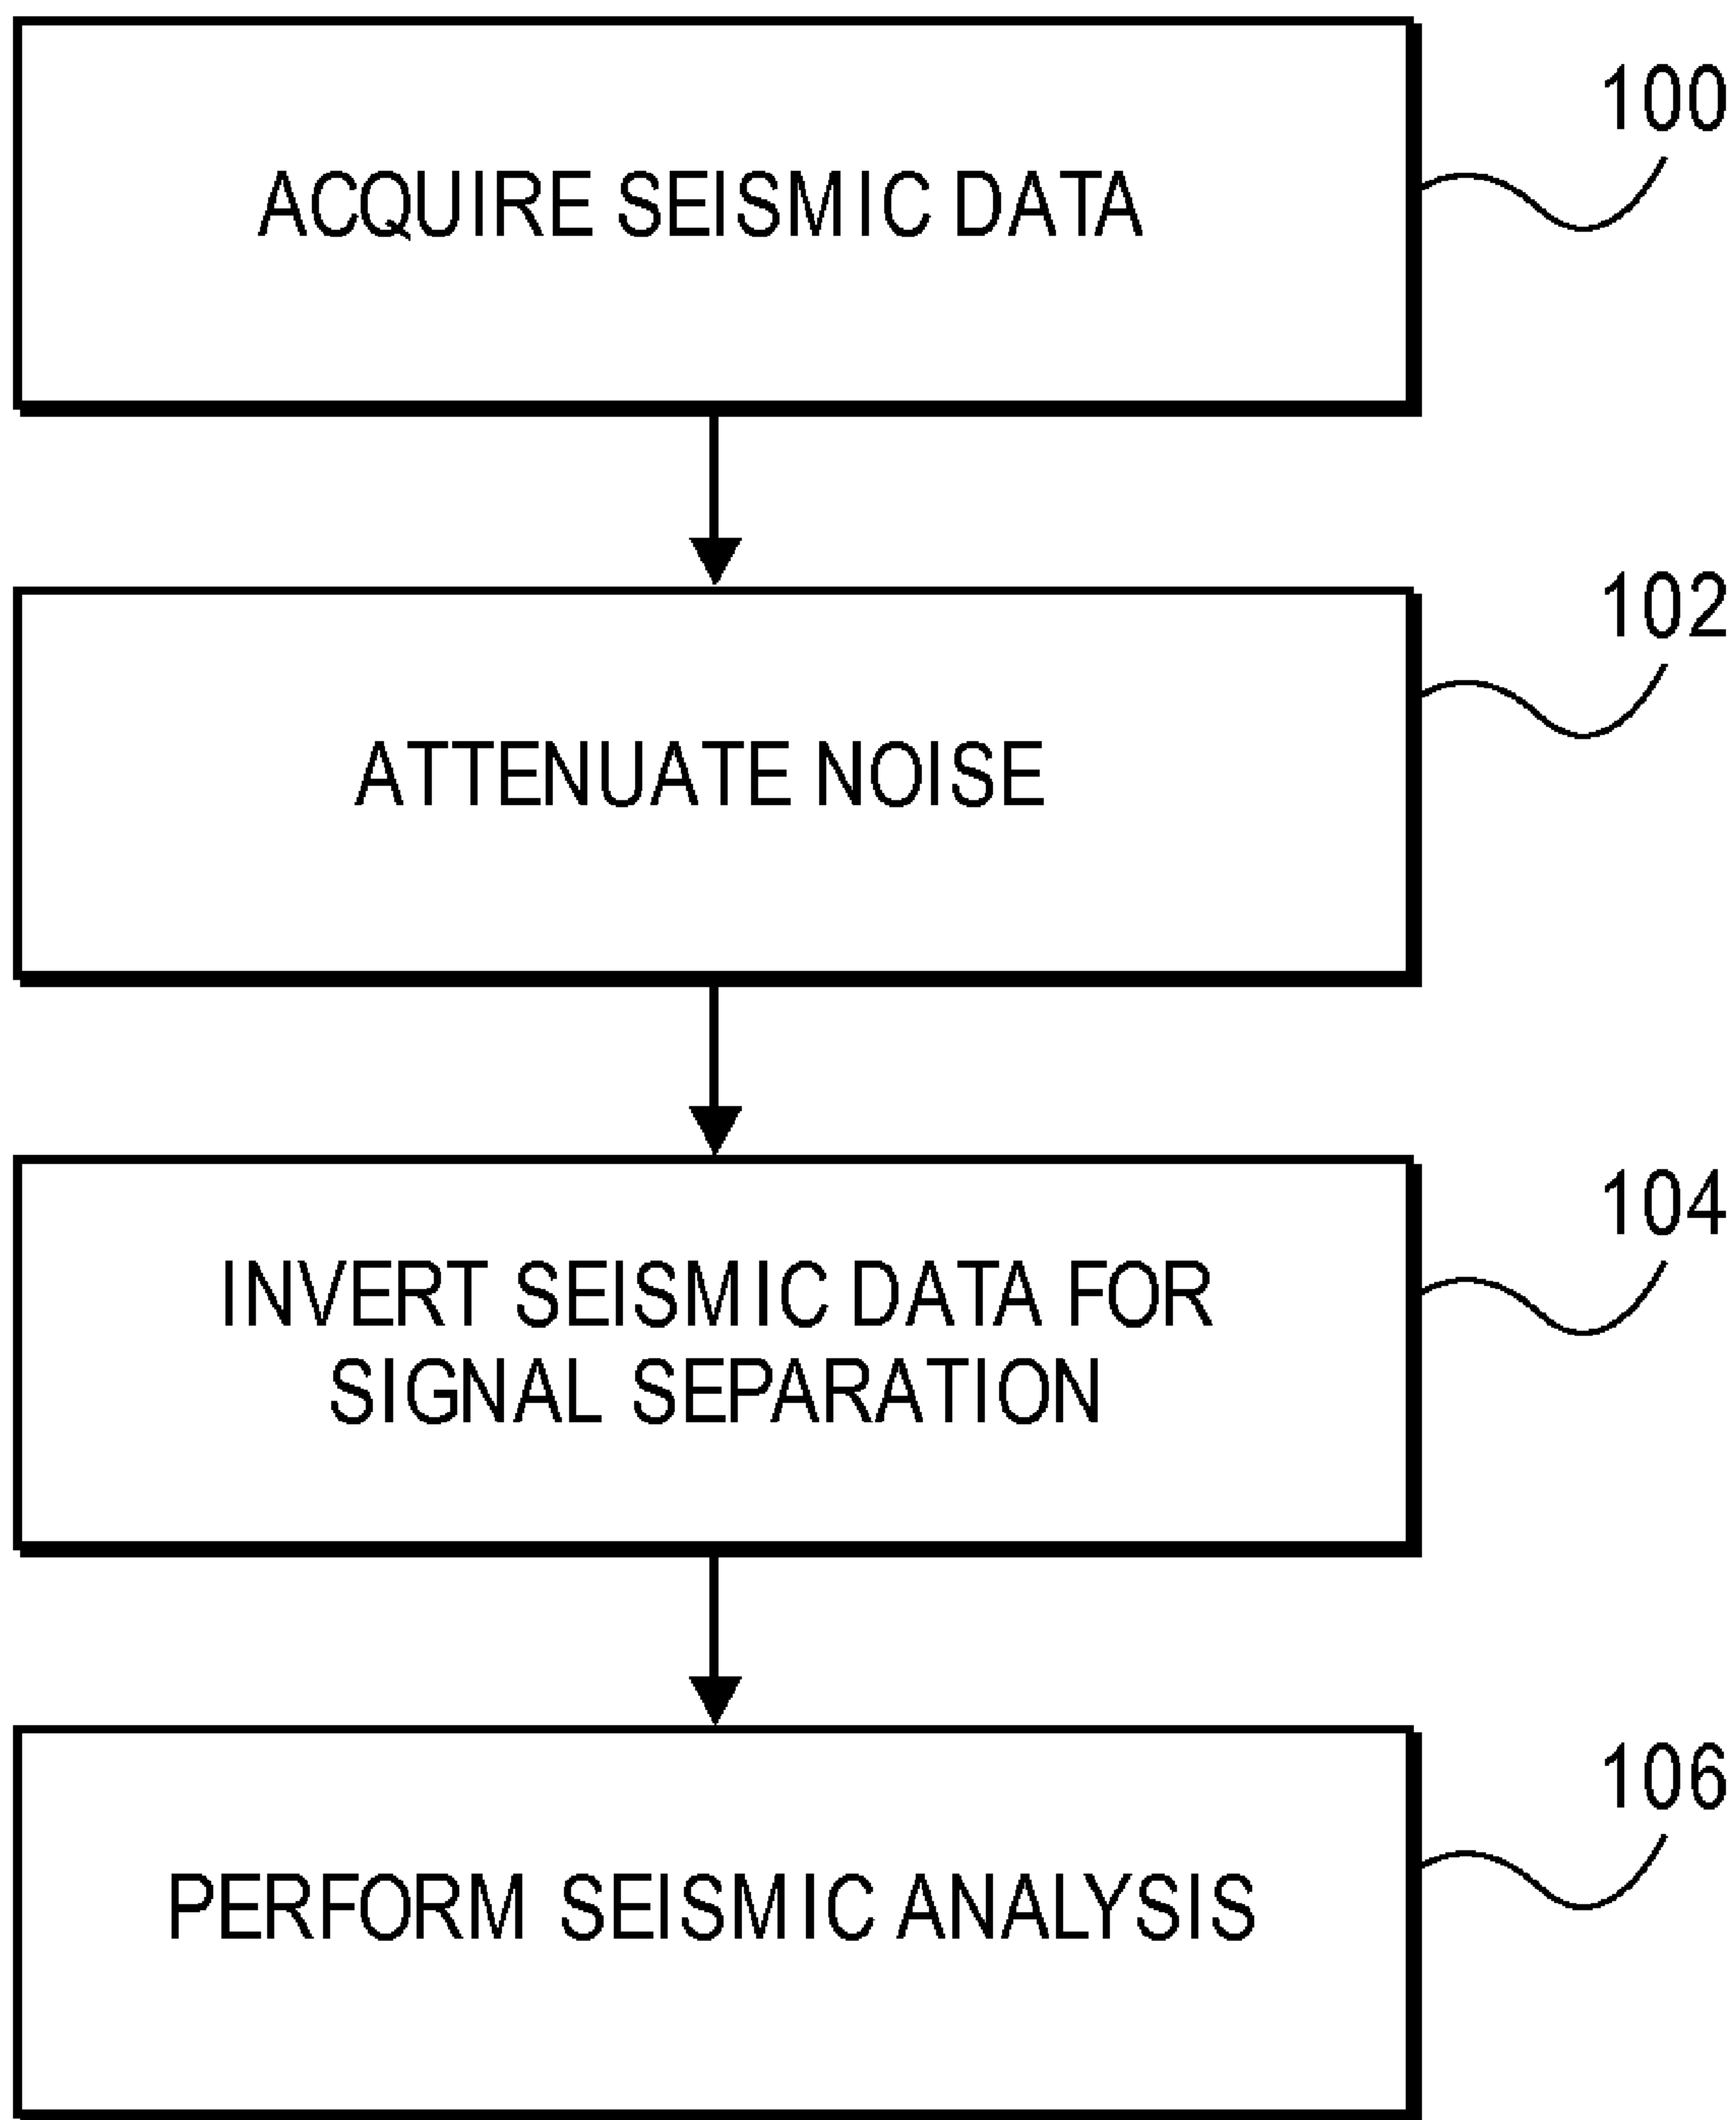 100
ACQUIRE SEISMIC DATA
102
ATTENUATE NOISE
104
INVERT SEISMIC DATA FOR
SIGNAL SEPARATION
106
PERFORM SEISMIC ANALYSIS